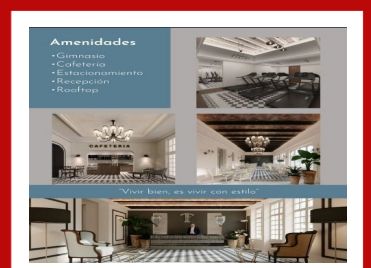 Amenidades
•Gimnasio
•Cafetería
•Estacionamiento
•Recepción
•Rooftop
CAFETERIA
"Vivir bien, es vivir con estilo"